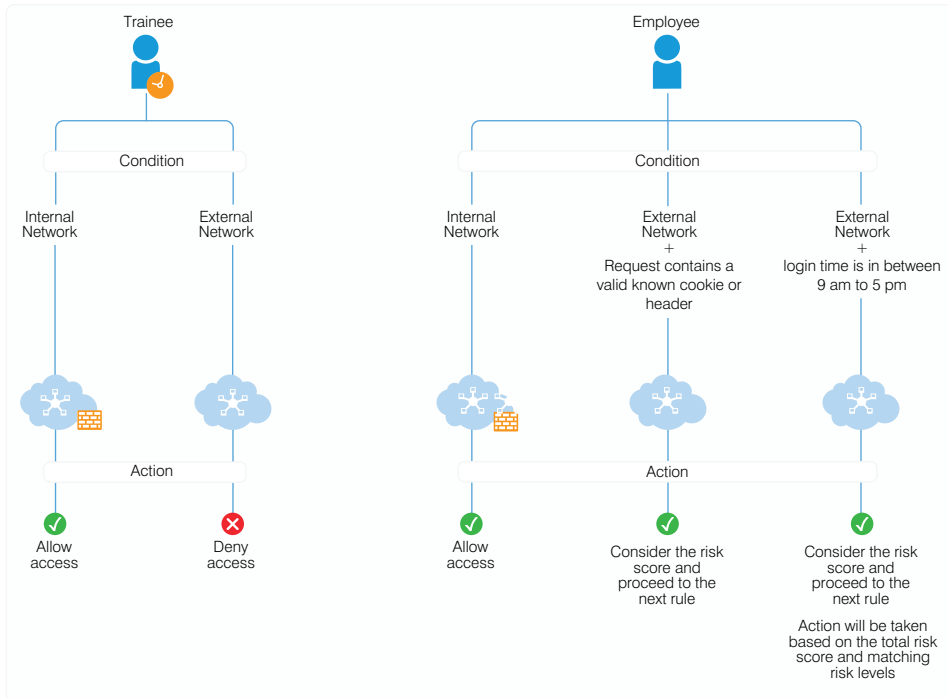 Trainee
Employee
Condition
Condition
Internal
Network
External
Network
Internal
Network
External
Network
+
Request contains a
valid known cookie or
header
External
Network
+
login time is in between
9 am to 5 pm
Action
Action
Allow
access
Deny
access
Allow
access
Consider the risk
score and
proceed to the
next rule
Consider the risk
score and
proceed to the
next rule
Action will be taken
based on the total risk
score and matching
risk levels